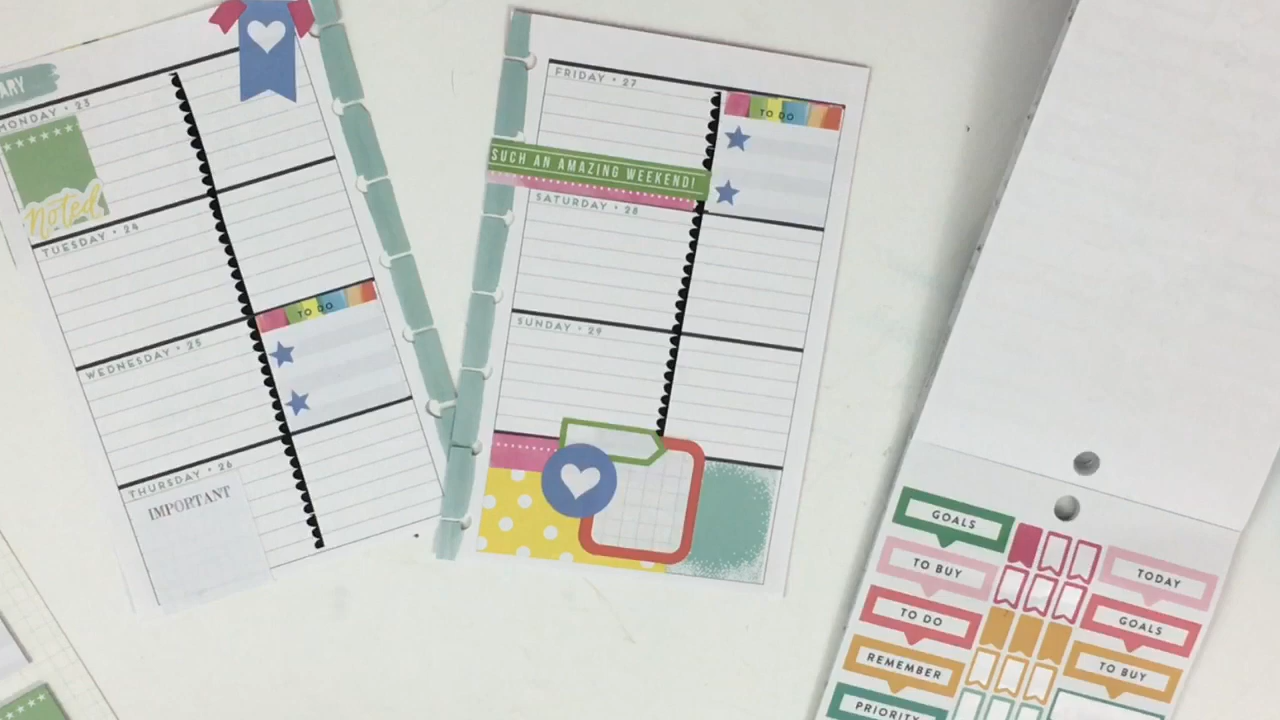 ARY
MONDAY • 23
Noted
TUESDAY • 24
TO DO
WEDNESDAY • 25
THURSDAY • 26
IMPORTANT
FRIDAY • 27
TO DO
SUCH AN AMAZING WEEKEND!
SATURDAY • 28
SUNDAY • 29
GOALS
TO BUY
TO DO
REMEMBER
PRIORITY
TODAY
GOALS
TO BUY